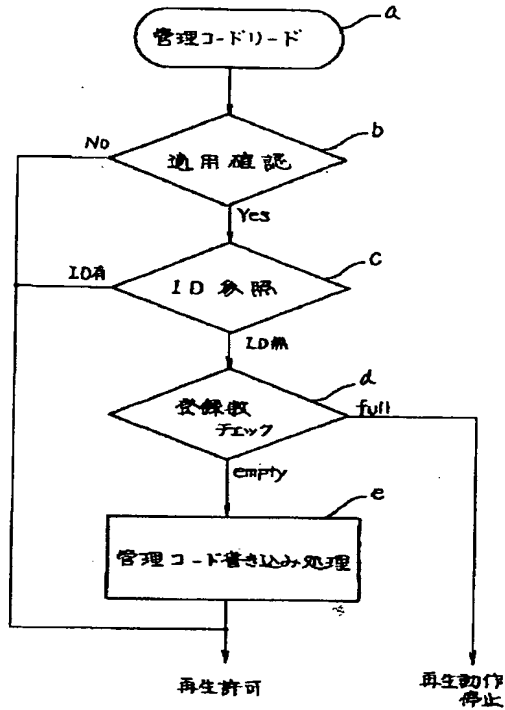 a
管理コードリード
b
No
適用確認
Yes
c
ID有
ID参照
ID無
d
登録数
チェック
full
empty
e
管理コード書き込み処理
再生許可
再生動作
停止